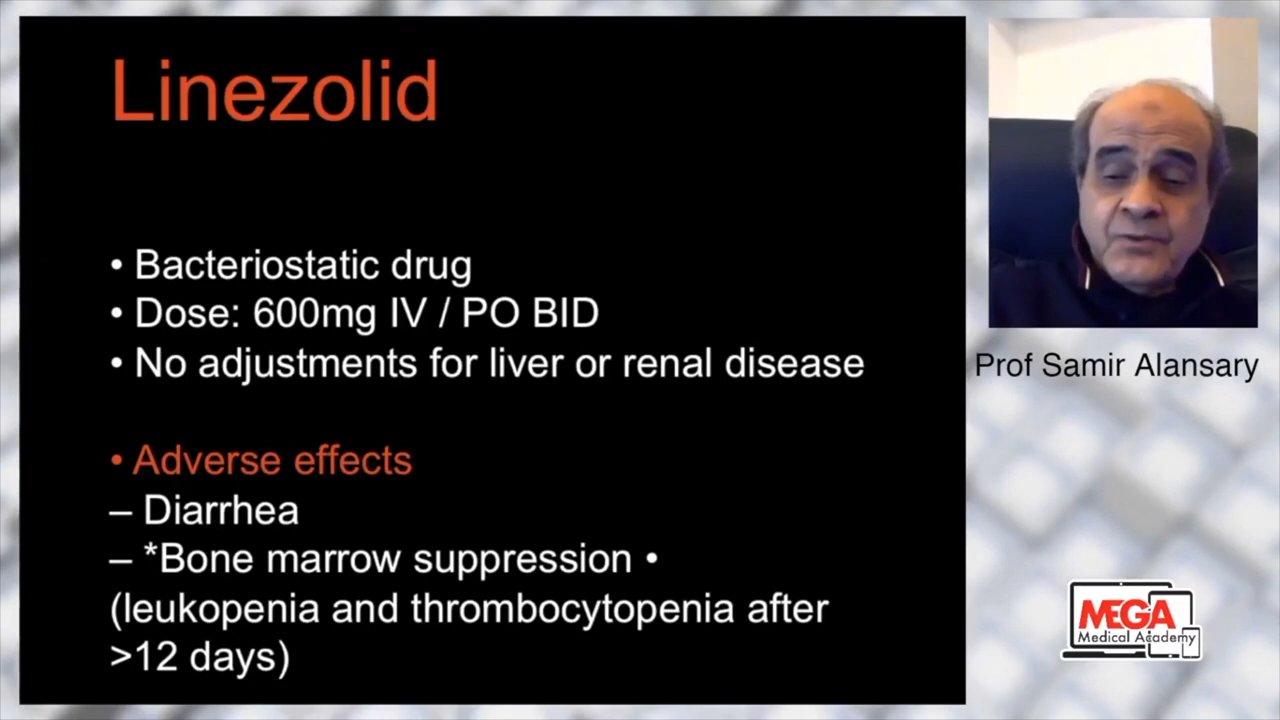 Linezolid
• Bacteriostatic drug
• Dose: 600mg IV / PO BID
• No adjustments for liver or renal disease
• Adverse effects
– Diarrhea
– *Bone marrow suppression •
(leukopenia and thrombocytopenia after
>12 days)
Prof Samir Alansary
MEGA
Medical Academy